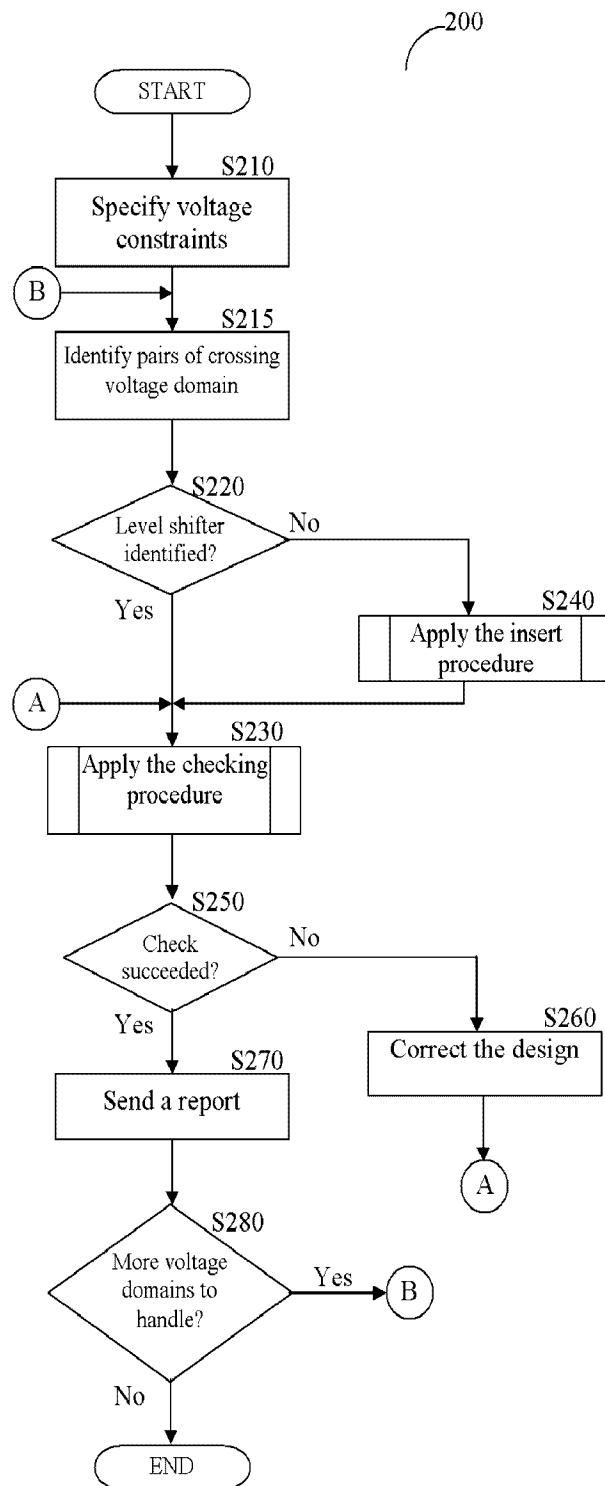 200
START
S210
Specify voltage
constraints
B
S215
Identify pairs of crossing
voltage domain
S220
Level shifter
identified?
No
Yes
S240
Apply the insert
procedure
A
S230
Apply the checking
procedure
S250
Check
succeeded?
No
Yes
S260
Correct the design
S270
Send a report
A
S280
More voltage
domains to
handle?
Yes
B
No
END